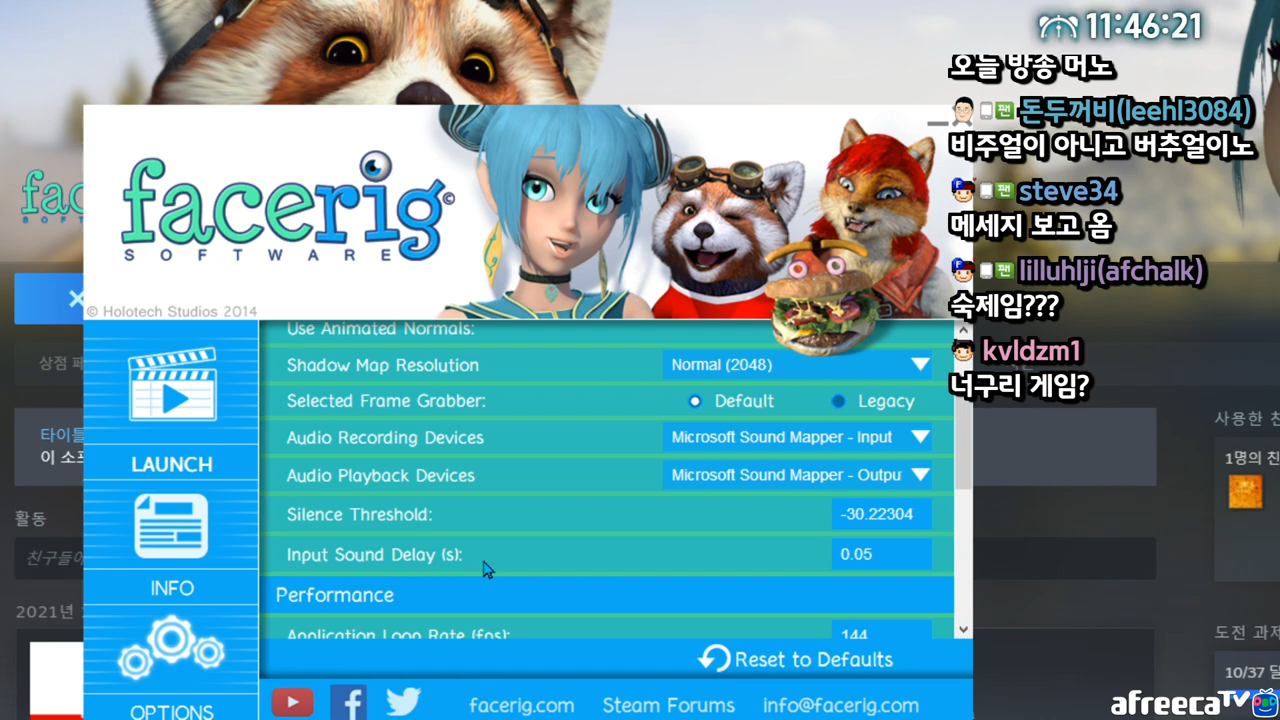 11:46:21
오늘 방송 머노
돈두꺼비(leehl3084)
비주얼이 아니고 버추얼이노
steve34
메세지 보고 옴
lilluhlji(afchalk)
숙제임???
kvldzm1
너구리 게임?
facerig©
SOFTWARE
© Holotech Studios 2014
fac
상점 페
타이틀
이 소프
활동
친구들에
2021년
Use Animated Normals:
Shadow Map Resolution
Normal (2048)
Selected Frame Grabber:
Default
Legacy
Audio Recording Devices
Microsoft Sound Mapper - Input
Audio Playback Devices
Microsoft Sound Mapper - Outpu
Silence Threshold:
-30.22304
Input Sound Delay (s):
0.05
Performance
Application Loop Rate (fps):
144
Reset to Defaults
LAUNCH
INFO
OPTIONS
facerig.com
Steam Forums
info@facerig.com
사용한 친
1명의 친
도전 과제
10/37 달
afreecaTV